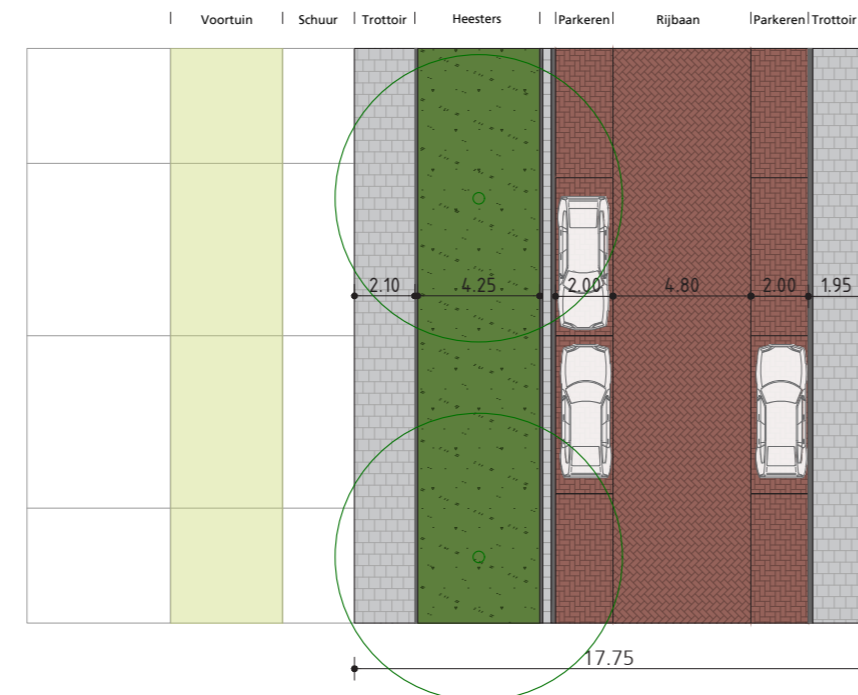 Voortuin Schuur Trottoir Heesters Parkeren Rijbaan Parkeren Trottoir
2.10 4.25 2.00 4.80 2.00 1.95
17.75